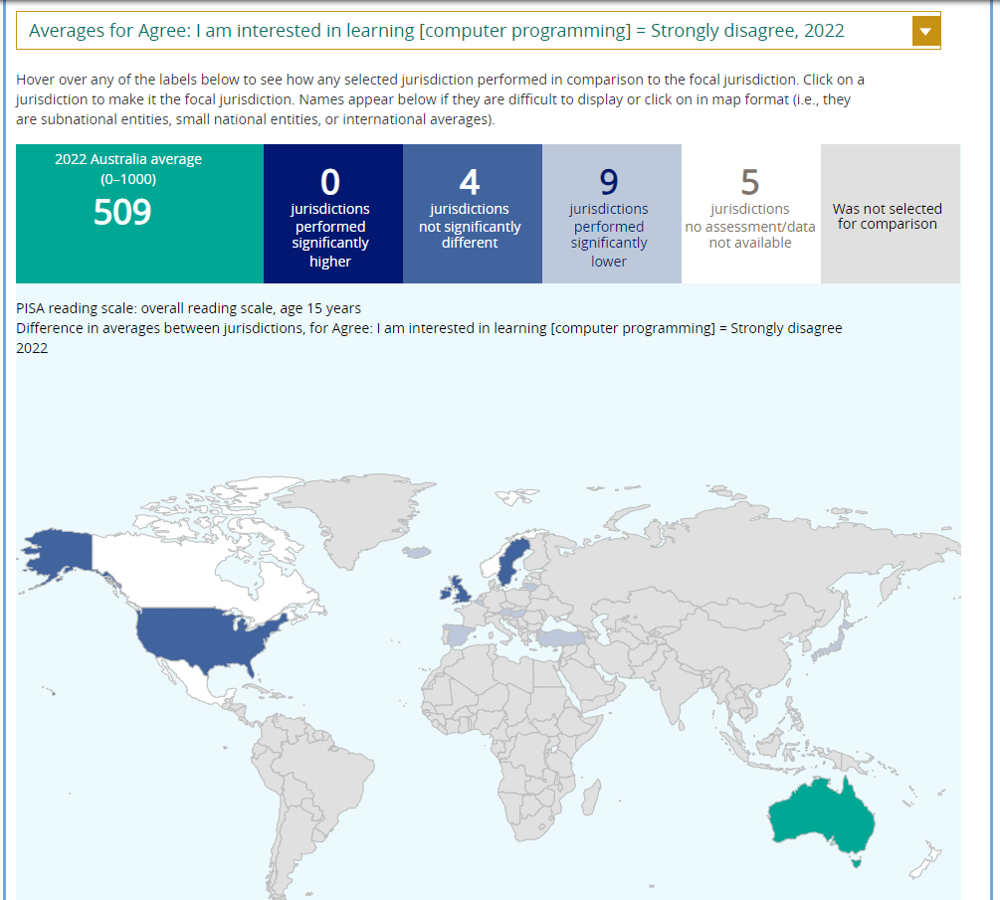 Averages for Agree: I am interested in learning [computer programming] = Strongly disagree, 2022
Hover over any of the labels below to see how any selected jurisdiction performed in comparison to the focal jurisdiction. Click on a
jurisdiction to make it the focal jurisdiction. Names appear below if they are difficult to display or click on in map format (i.e., they
are subnational entities, small national entities, or international averages).
2022 Australia average
(0–1000)
509
0
jurisdictions
performed
significantly
higher
4
jurisdictions
not significantly
different
9
jurisdictions
performed
significantly
lower
5
jurisdictions
no assessment/data
not available
Was not selected
for comparison
PISA reading scale: overall reading scale, age 15 years
Difference in averages between jurisdictions, for Agree: I am interested in learning [computer programming] = Strongly disagree
2022